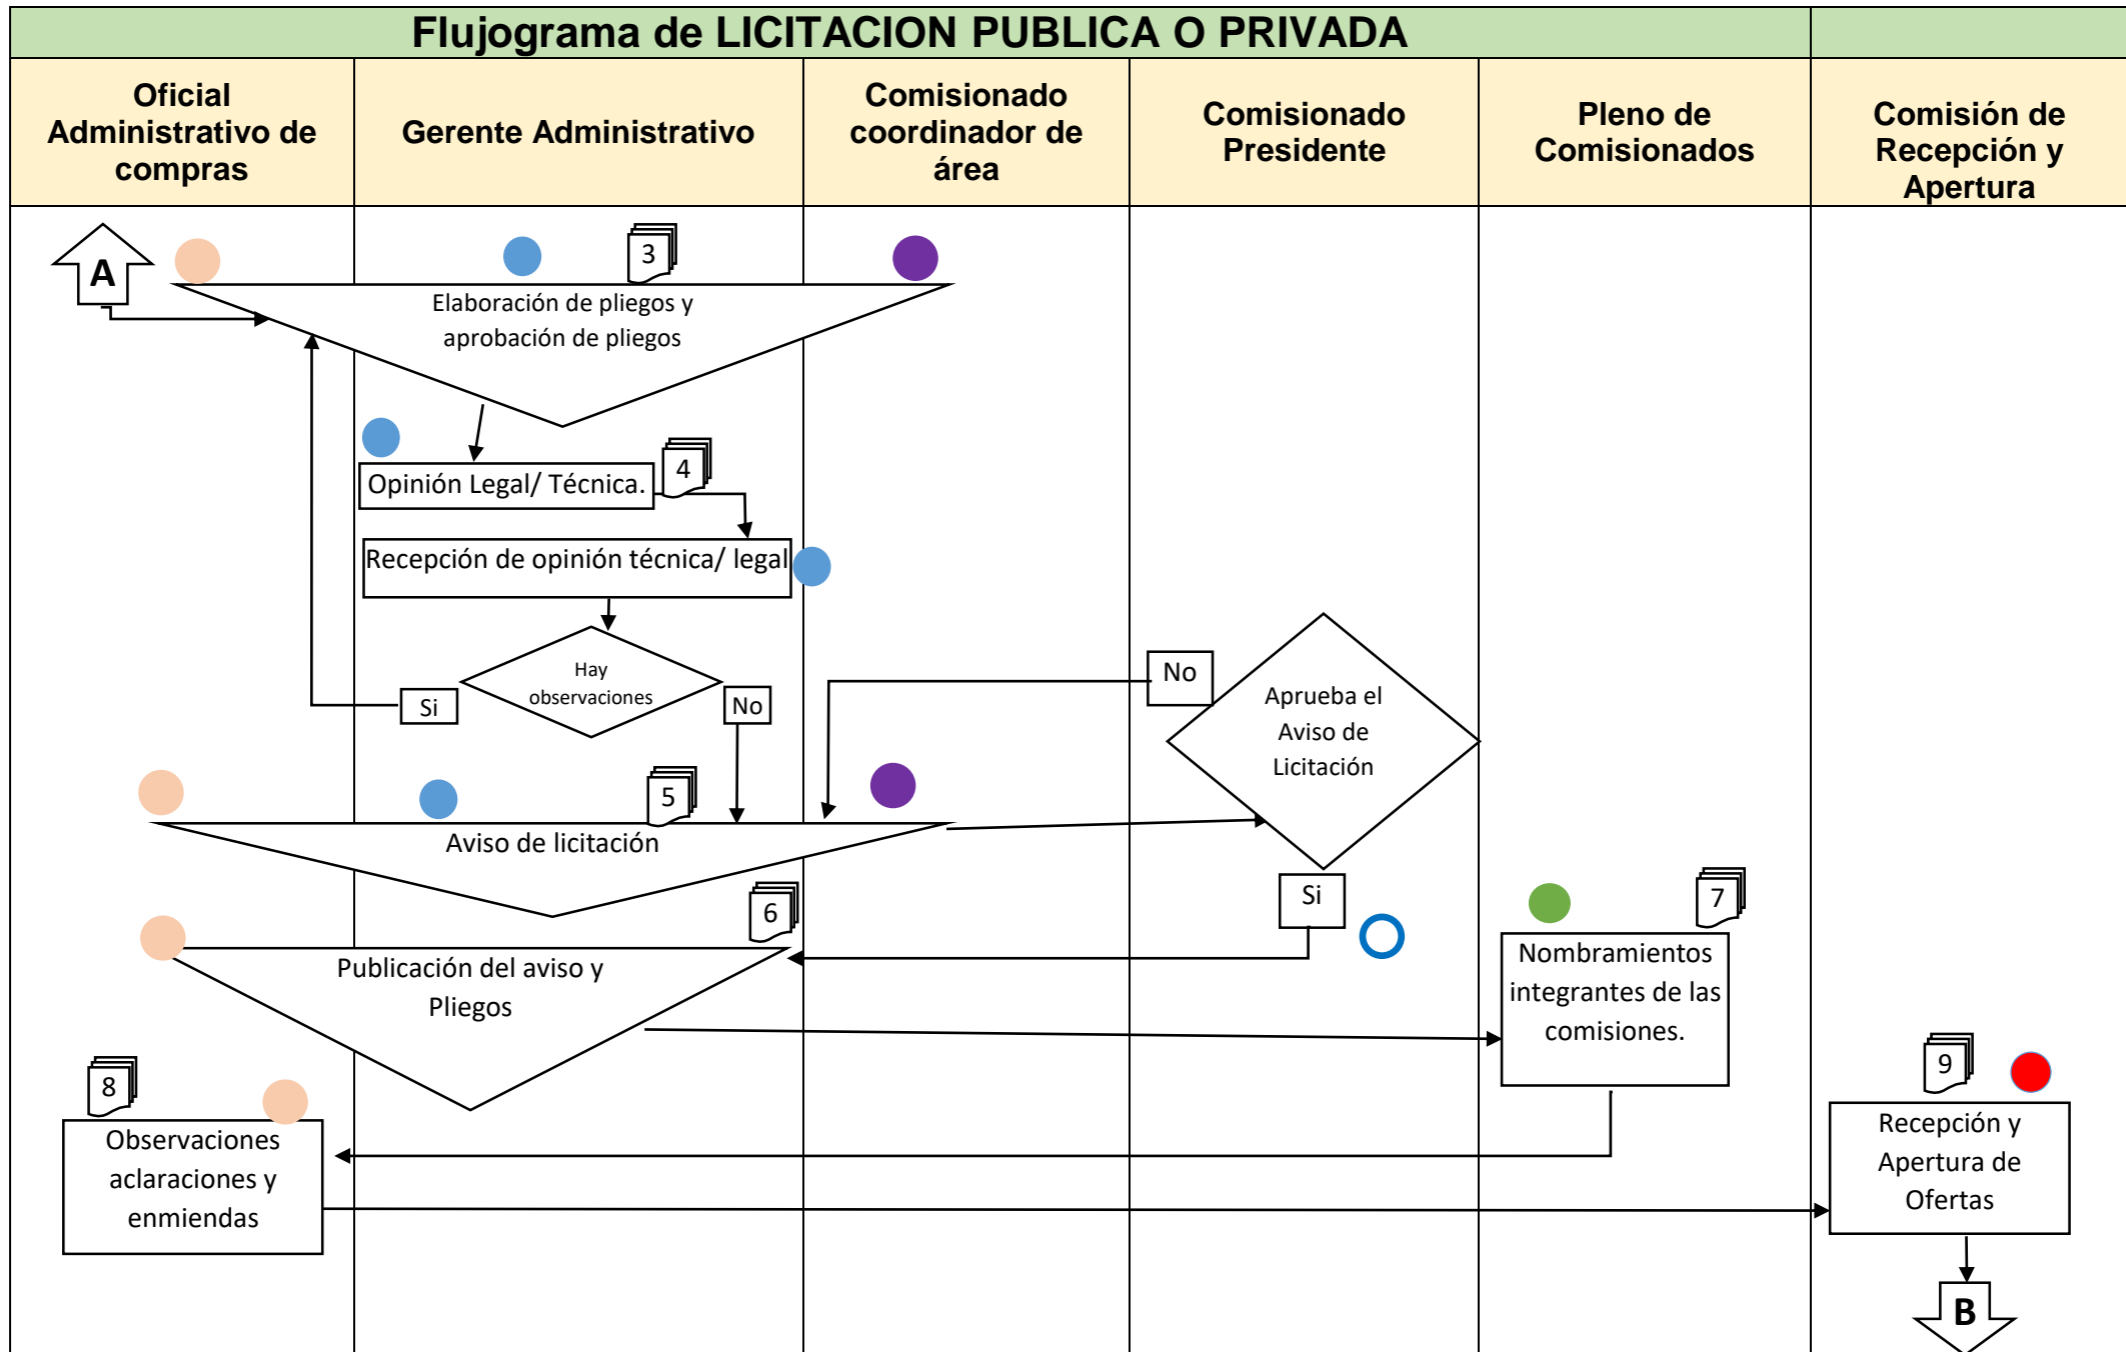 Flujograma de LICITACION PUBLICA O PRIVADA
Oficial
Administrativo de
compras
Gerente Administrativo
Comisionado
coordinador de
área
Comisionado
Presidente
Pleno de
Comisionados
Comisión de
Recepción y
Apertura
A
3
Elaboración de pliegos y
aprobación de pliegos
4
Opinión Legal/ Técnica.
Recepción de opinión técnica/ legal
Hay
observaciones
Si
No
No
Aprueba el
Aviso de
Licitación
5
Aviso de licitación
Si
6
Publicación del aviso y
Pliegos
7
Nombramientos
integrantes de las
comisiones.
8
Observaciones
aclaraciones y
enmiendas
9
Recepción y
Apertura de
Ofertas
B